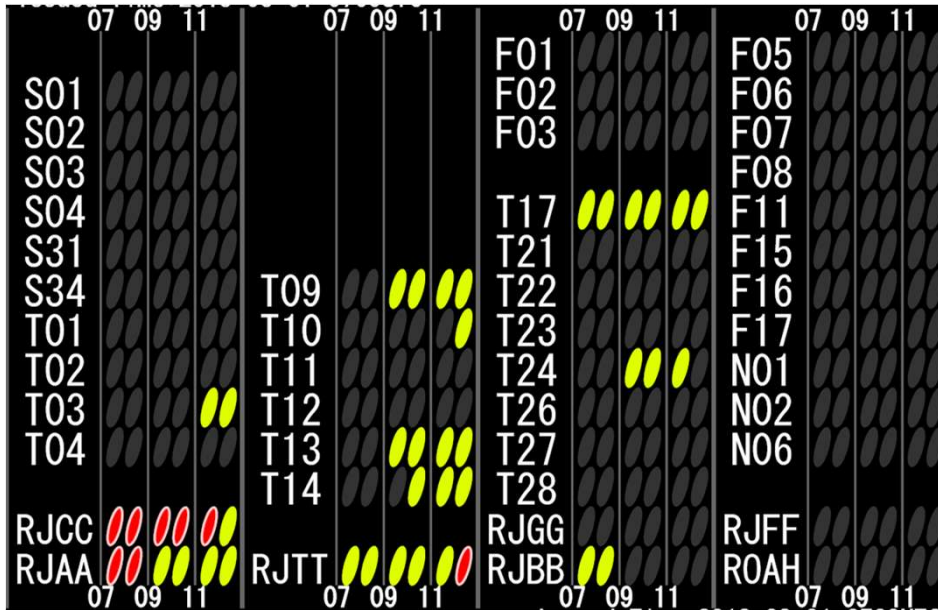 07 09 11
07 09 11
07 09 11
07 09 11
S01
S02
S03
S04
S31
S34
T01
T02
T03
T04
RJCC
RJAA
T09
T10
T11
T12
T13
T14
RJTT
F01
F02
F03
T17
T21
T22
T23
T24
T26
T27
T28
RJGG
RJBB
F05
F06
F07
F08
F11
F15
F16
F17
N01
N02
N06
RJFF
ROAH
07 09 11
07 09 11
07 09 11
07 09 11